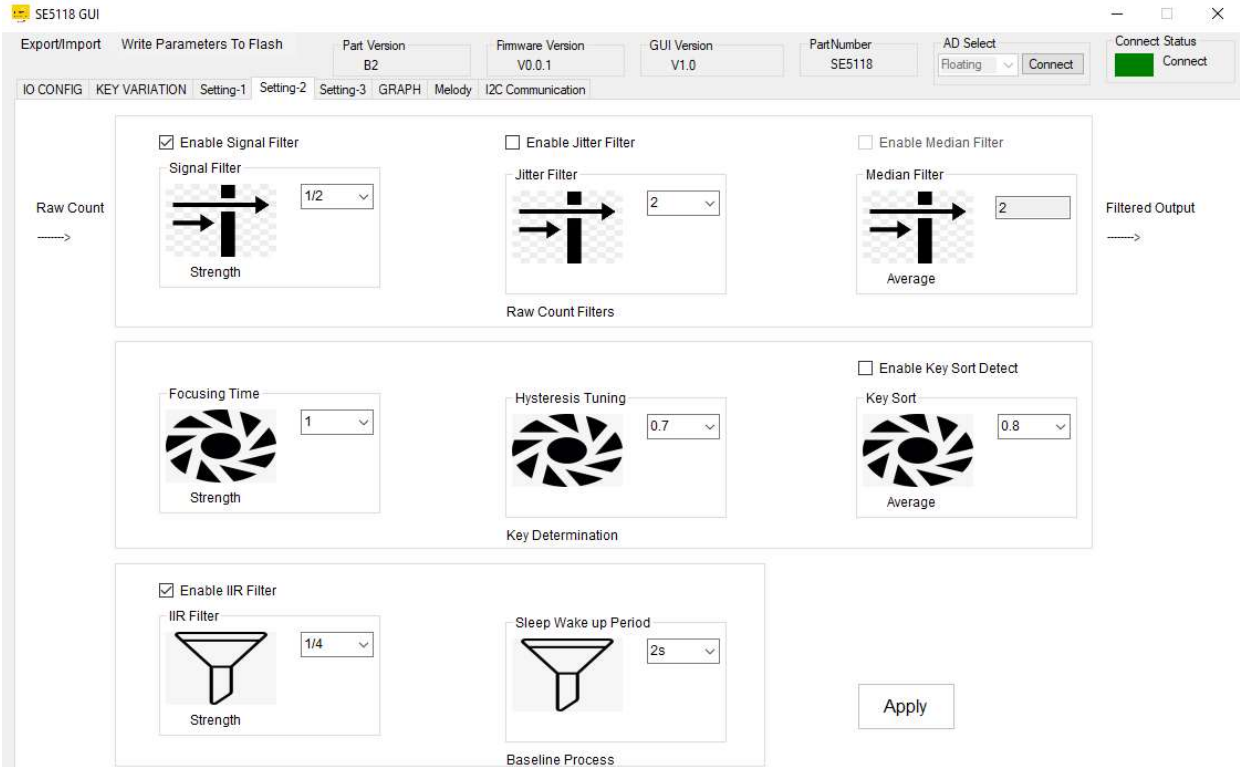 SE5118 GUI
Export/Import Write Parameters To Flash
Part Version
B2
Firmware Version
V0.0.1
GUI Version
V1.0
PartNumber
SE5118
AD Select
Floating Connect
Connect Status
Connect
IO CONFIG KEY VARIATION Setting-1 Setting-2 Setting-3 GRAPH Melody I2C Communication
Raw Count
-------->
Enable Signal Filter
Signal Filter
1/2
Strength
Enable Jitter Filter
Jitter Filter
2
Enable Median Filter
Median Filter
2
Average
Raw Count Filters
Filtered Output
-------->
Focusing Time
1
Strength
Hysteresis Tuning
0.7
Enable Key Sort Detect
Key Sort
0.8
Average
Key Determination
Enable IIR Filter
IIR Filter
1/4
Strength
Sleep Wake up Period
2s
Baseline Process
Apply